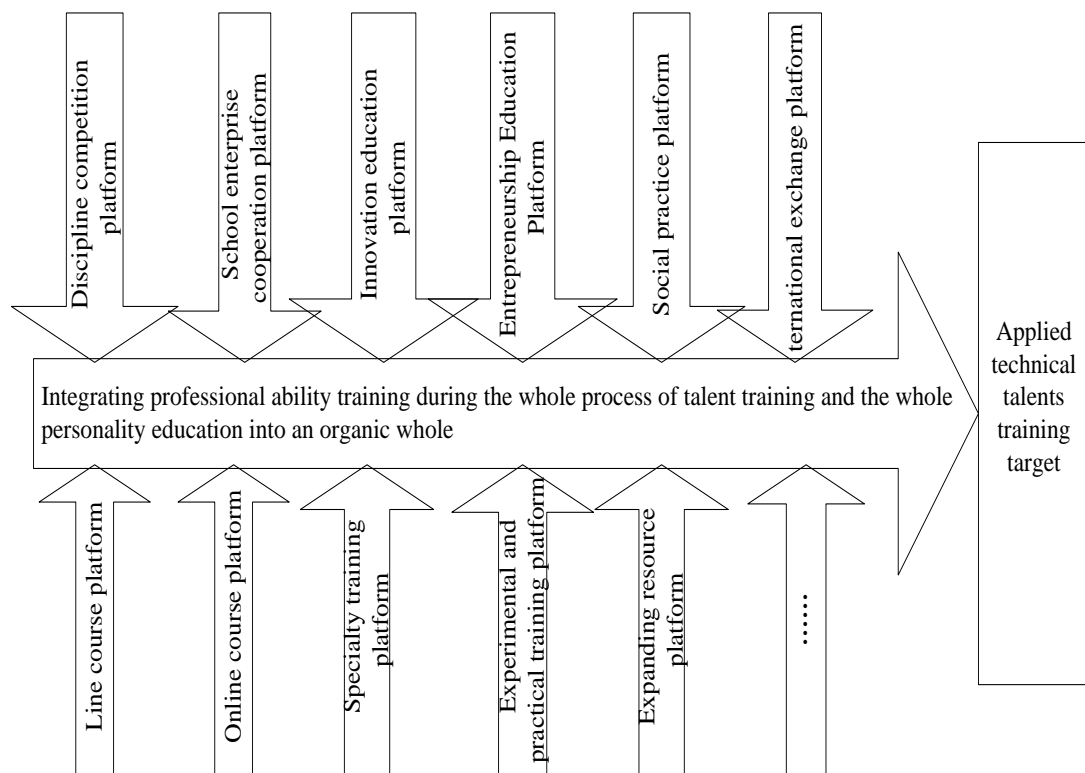 Discipline competition
platform
School enterprise
cooperation platform
Innovation education
platform
Entrepreneurship Education
Platform
Social practice platform
ternational exchange platform
Integrating professional ability training during the whole process of talent training and the whole
personality education into an organic whole
Applied
technical
talents
training
target
Line course platform
Online course platform
Specialty training
platform
Experimental and
practical training platform
Expanding resource
platform
......